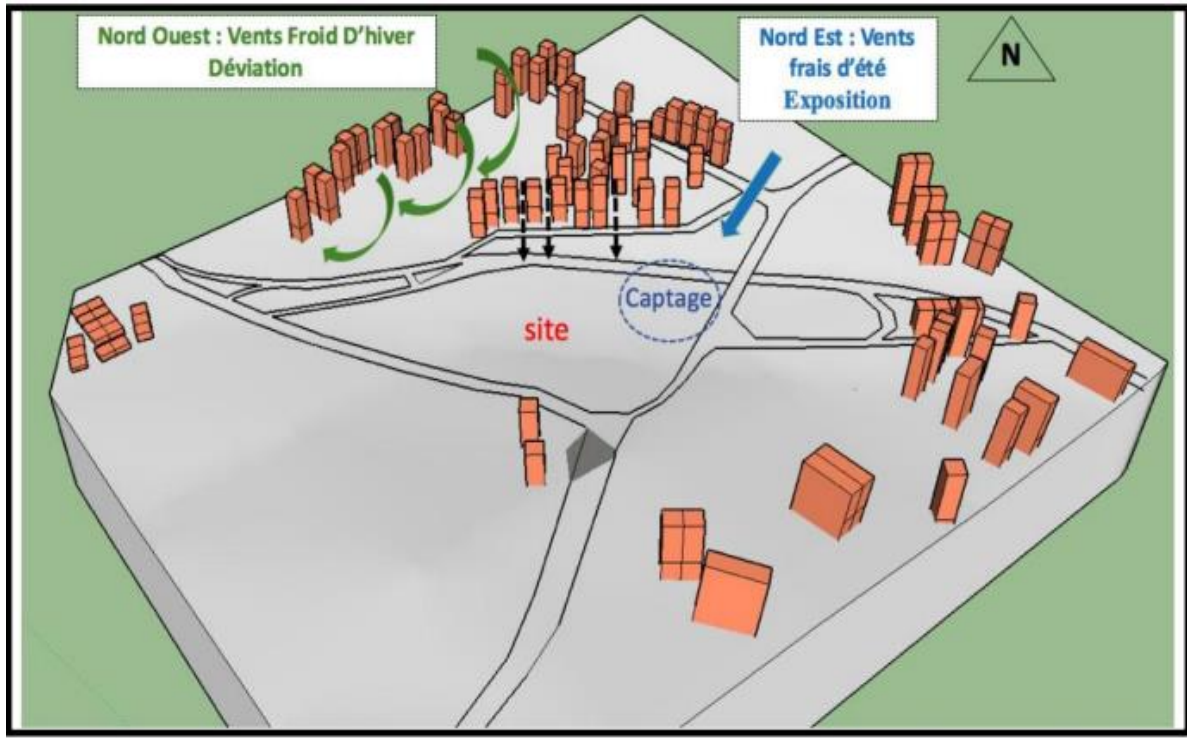 Nord Ouest : Vents Froid D'hiver
Déviation
Nord Est : Vents
frais d'été
Exposition
N
Captage
site